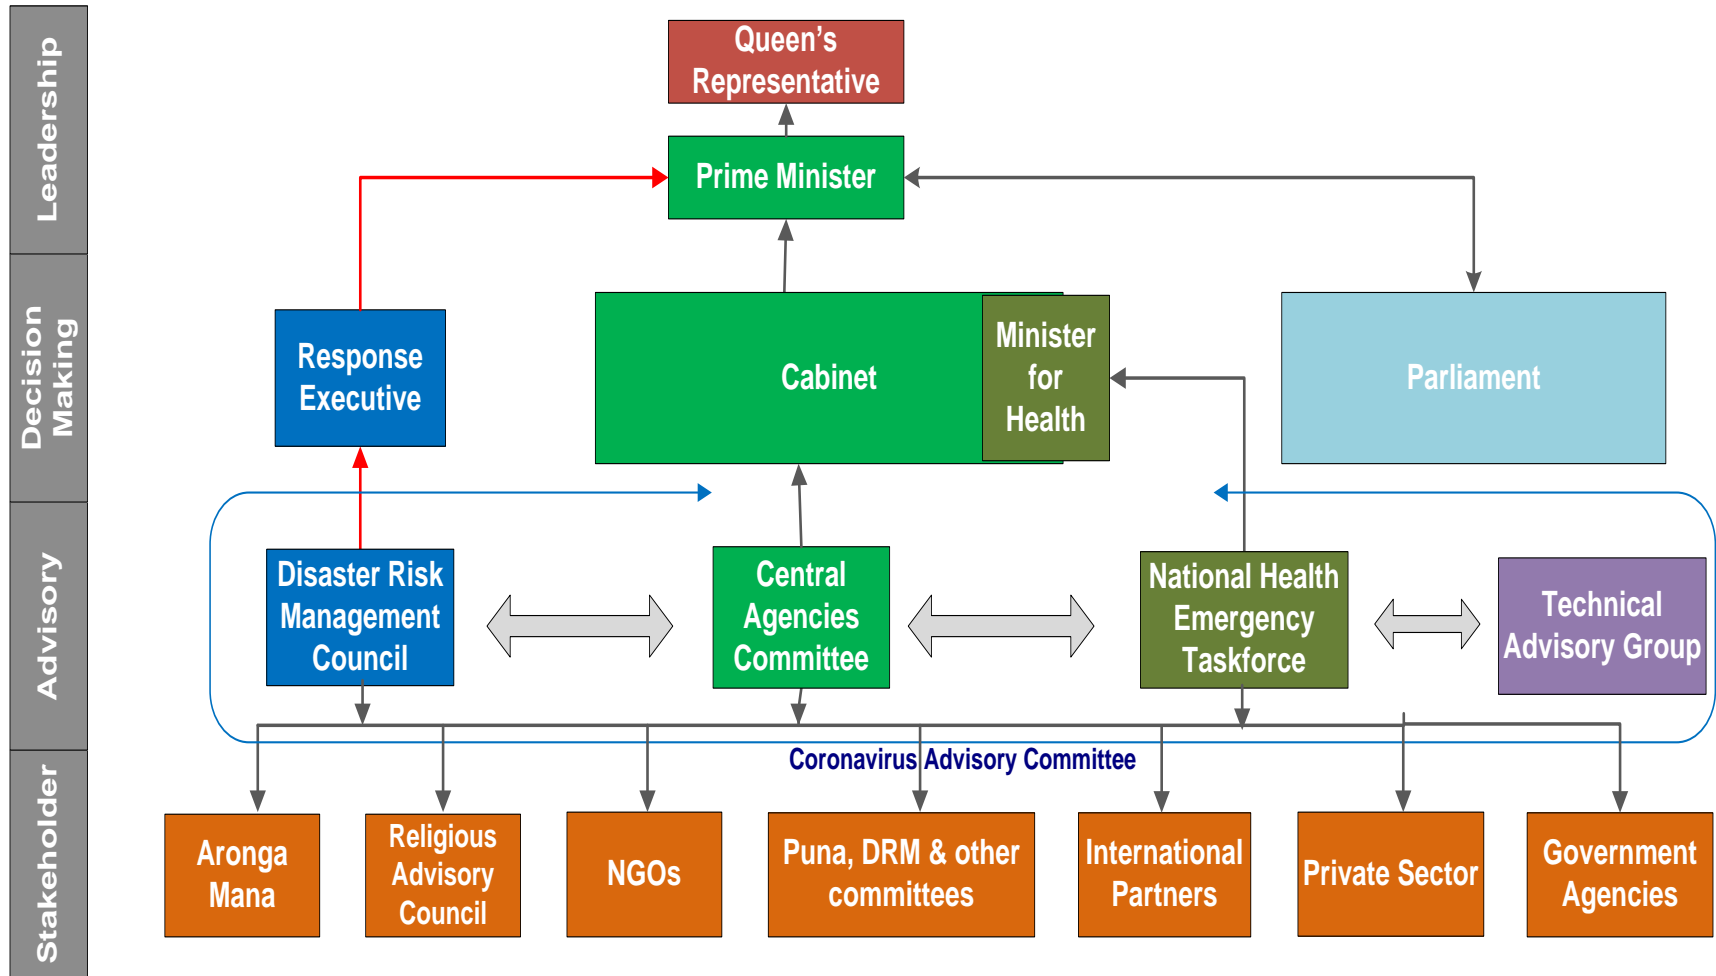 Leadership
Queen's
Representative
Prime Minister
Decision
Making
Response
Executive
Cabinet
Minister
for
Health
Parliament
Advisory
Disaster Risk
Management
Council
Central
Agencies
Committee
National Health
Emergency
Taskforce
Technical
Advisory Group
Coronavirus Advisory Committee
Stakeholder
Aronga
Mana
Religious
Advisory
Council
NGOs
Puna, DRM & other
committees
International
Partners
Private Sector
Government
Agencies